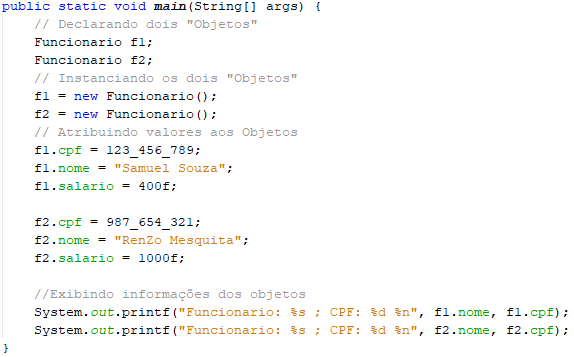 public static void main(String[] args) {
// Declarando dois "Objetos"
Funcionario f1;
Funcionario f2;
// Instanciando os dois "Objetos"
f1 = new Funcionario();
f2 = new Funcionario();
// Atribuindo valores aos Objetos
f1.cpf = 123_456_789;
f1.nome = "Samuel Souza";
f1.salario = 400f;
f2.cpf = 987_654_321;
f2.nome = "RenZo Mesquita";
f2.salario = 1000f;
//Exibindo informações dos objetos
System.out.printf("Funcionario: %s ; CPF: %d %n", f1.nome, f1.cpf);
System.out.printf("Funcionario: %s ; CPF: %d %n", f2.nome, f2.cpf);
}